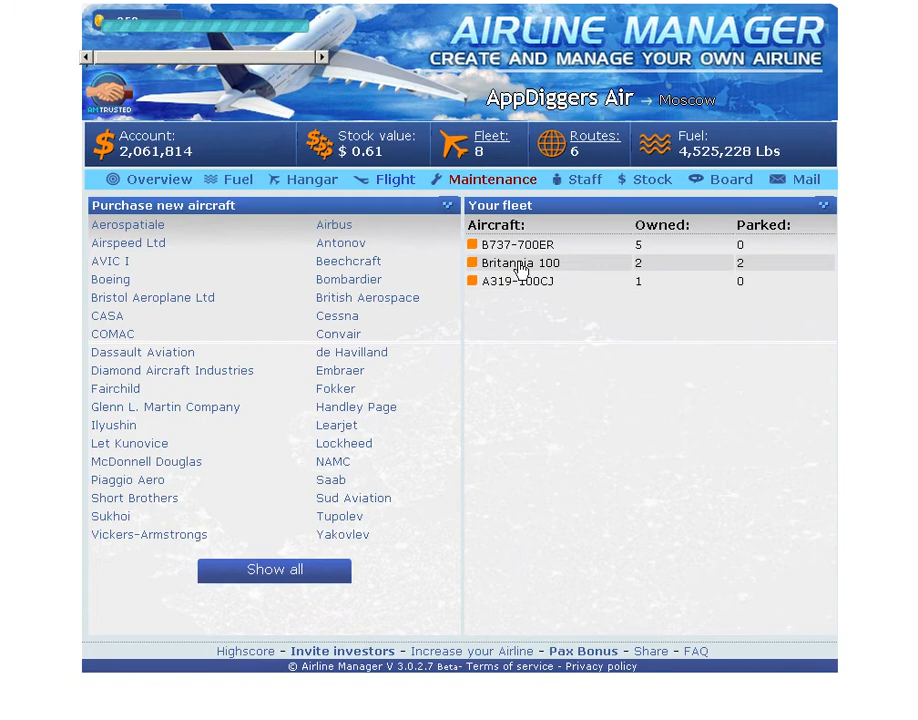 AIRLINE MANAGER
CREATE AND MANAGE YOUR OWN AIRLINE
AM TRUSTED
AppDiggers Air → Moscow
Account: 2,061,814
Stock value: $ 0.61
Fleet: 8
Routes: 6
Fuel: 4,525,228 Lbs
Overview Fuel Hangar Flight Maintenance Staff $ Stock Board Mail
Purchase new aircraft
Aerospatiale Airbus
Airspeed Ltd Antonov
AVIC I Beechcraft
Boeing Bombardier
Bristol Aeroplane Ltd British Aerospace
CASA Cessna
COMAC Convair
Dassault Aviation de Havilland
Diamond Aircraft Industries Embraer
Fairchild Fokker
Glenn L. Martin Company Handley Page
Ilyushin Learjet
Let Kunovice Lockheed
McDonnell Douglas NAMC
Piaggio Aero Saab
Short Brothers Sud Aviation
Sukhoi Tupolev
Vickers-Armstrongs Yakovlev
Show all
Your fleet
Aircraft: Owned: Parked:
B737-700ER 5 0
Britannia 100 2 2
A319-100CJ 1 0
Highscore - Invite investors - Increase your Airline - Pax Bonus - Share - FAQ
© Airline Manager V 3.0.2.7 Beta- Terms of service - Privacy policy